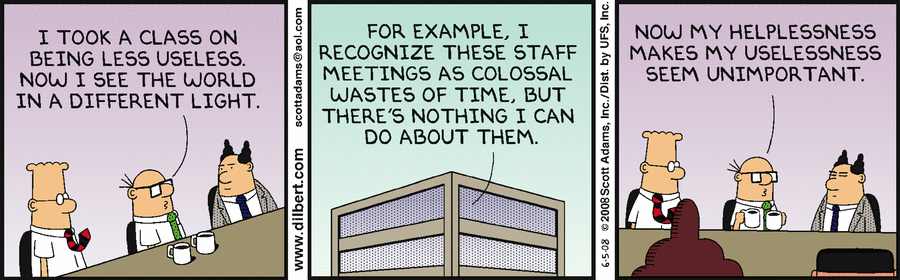 I TOOK A CLASS ON
BEING LESS USELESS.
NOW I SEE THE WORLD
IN A DIFFERENT LIGHT.
www.dilbert.com scottadams@aol.com
FOR EXAMPLE, I
RECOGNIZE THESE STAFF
MEETINGS AS COLOSSAL
WASTES OF TIME, BUT
THERE'S NOTHING I CAN
DO ABOUT THEM.
6-5-08 © 2008 Scott Adams, Inc./Dist. by UFS, Inc.
NOW MY HELPLESSNESS
MAKES MY USELESSNESS
SEEM UNIMPORTANT.